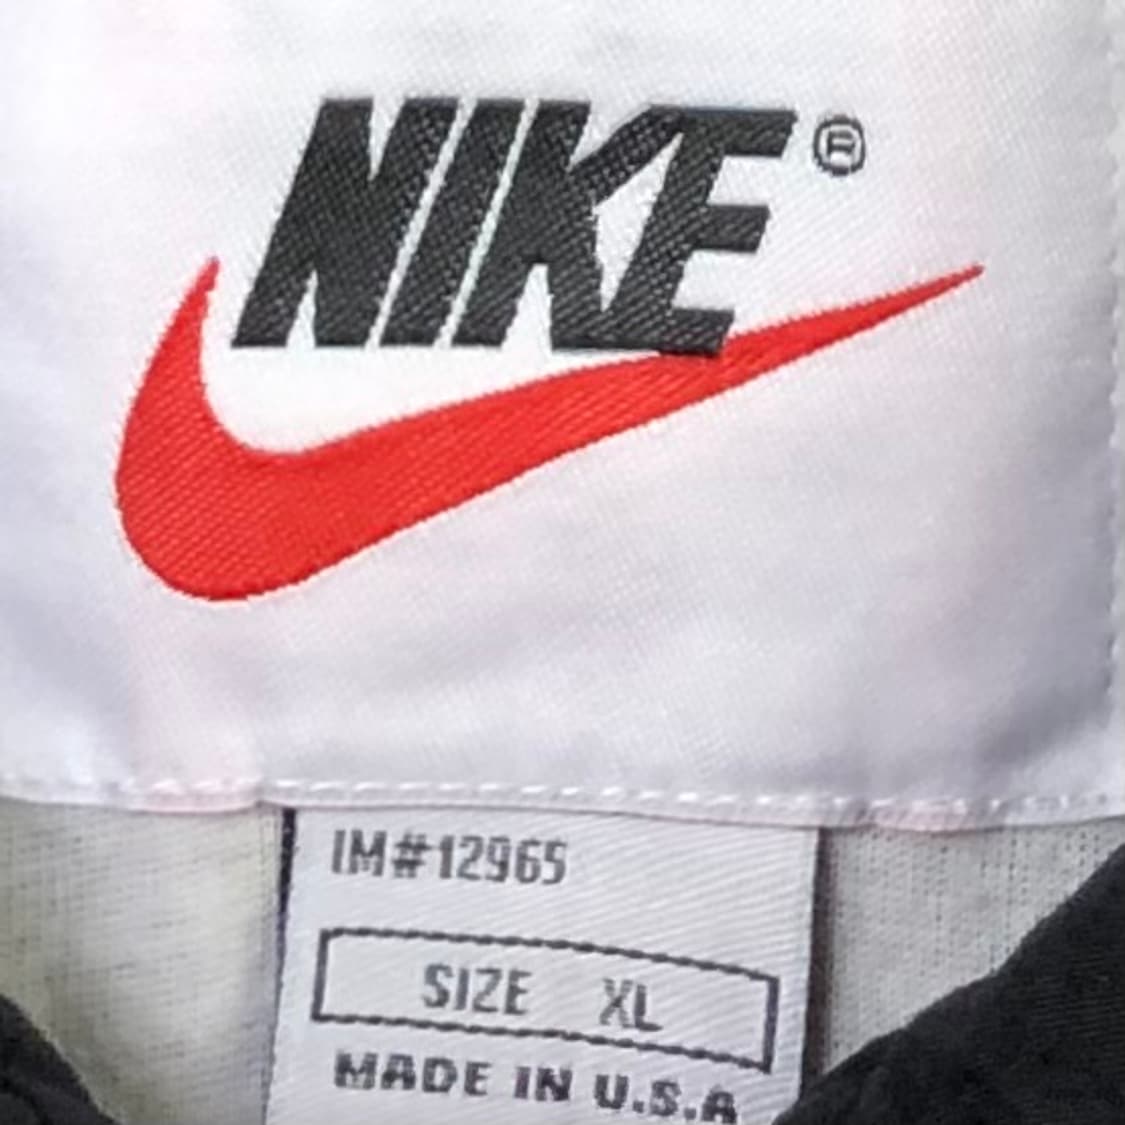 NIKE®
IM#12965
SIZE XL
MADE IN U.S.A